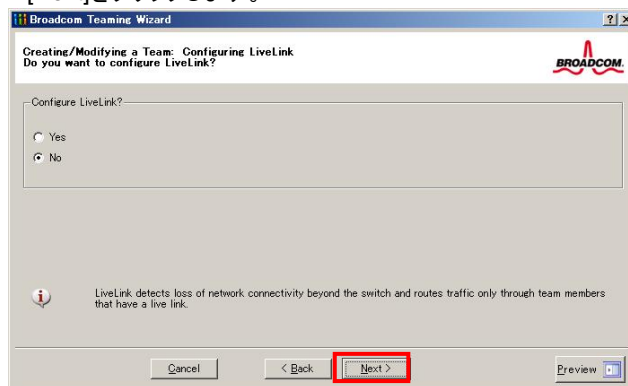 Broadcom Teaming Wizard
Creating/Modifying a Team: Configuring LiveLink
Do you want to configure LiveLink?
BROADCOM.
Configure LiveLink?
Yes
No
LiveLink detects loss of network connectivity beyond the switch and routes traffic only through team members
that have a live link.
Cancel
< Back
Next >
Preview